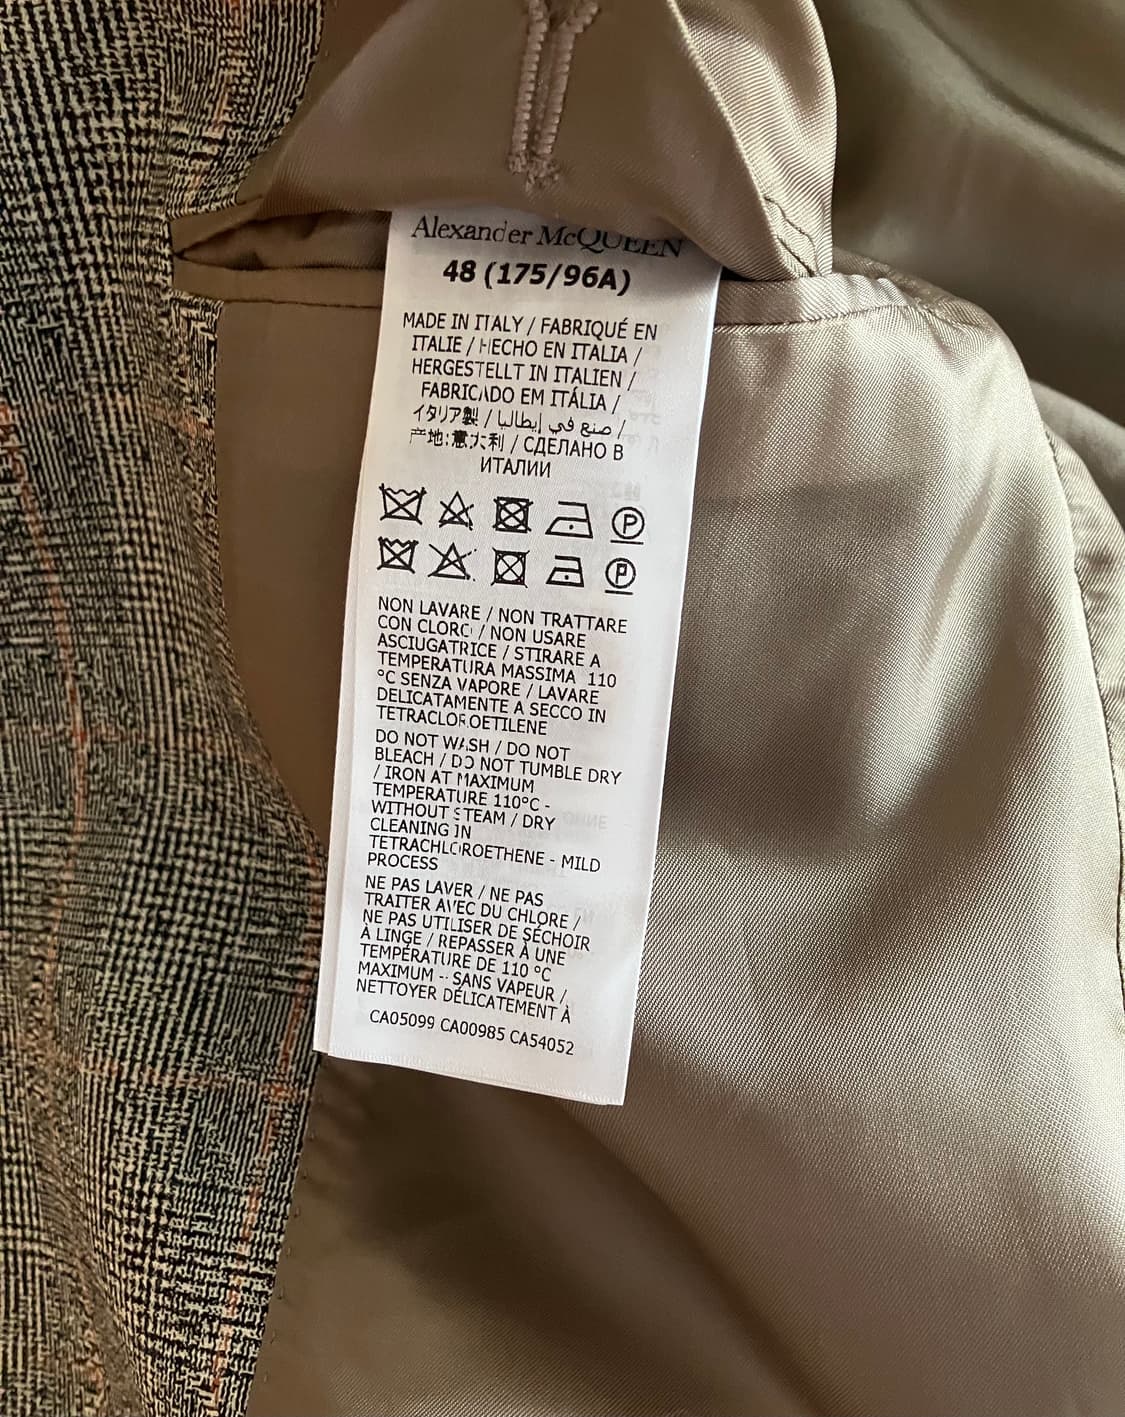 Alexander McQUEEN
48 (175/96A)
MADE IN ITALY / FABRIQUÉ EN
ITALIE / HECHO EN ITALIA /
HERGESTELLT IN ITALIEN /
FABRICADO EM ITÁLIA /
イタリア製 / صنع في إيطاليا /
产地:意大利 / СДЕЛАНО В
ИТАЛИИ
P
P
NON LAVARE / NON TRATTARE
CON CLORO / NON USARE
ASCIUGATRICE / STIRARE A
TEMPERATURA MASSIMA 110
°C SENZA VAPORE / LAVARE
DELICATAMENTE A SECCO IN
TETRACLOROETILENE
DO NOT WASH / DO NOT
BLEACH / DO NOT TUMBLE DRY
/ IRON AT MAXIMUM
TEMPERATURE 110°C -
WITHOUT STEAM / DRY
CLEANING IN
TETRACHLOROETHENE - MILD
PROCESS
NE PAS LAVER / NE PAS
TRAITER AVEC DU CHLORE /
NE PAS UTILISER DE SÉCHOIR
À LINGE / REPASSER À UNE
TEMPÉRATURE DE 110 °C
MAXIMUM - SANS VAPEUR /
NETTOYER DÉLICATEMENT À
CA05099 CA00985 CA54052